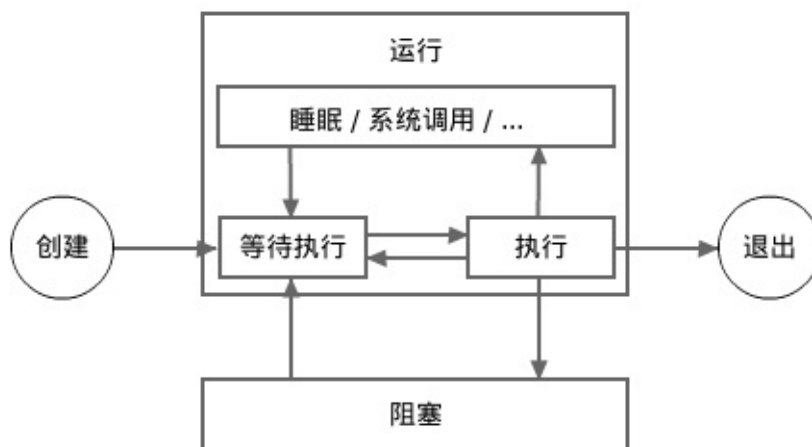 运行
睡眠 / 系统调用 / ...
创建
等待执行
执行
退出
阻塞